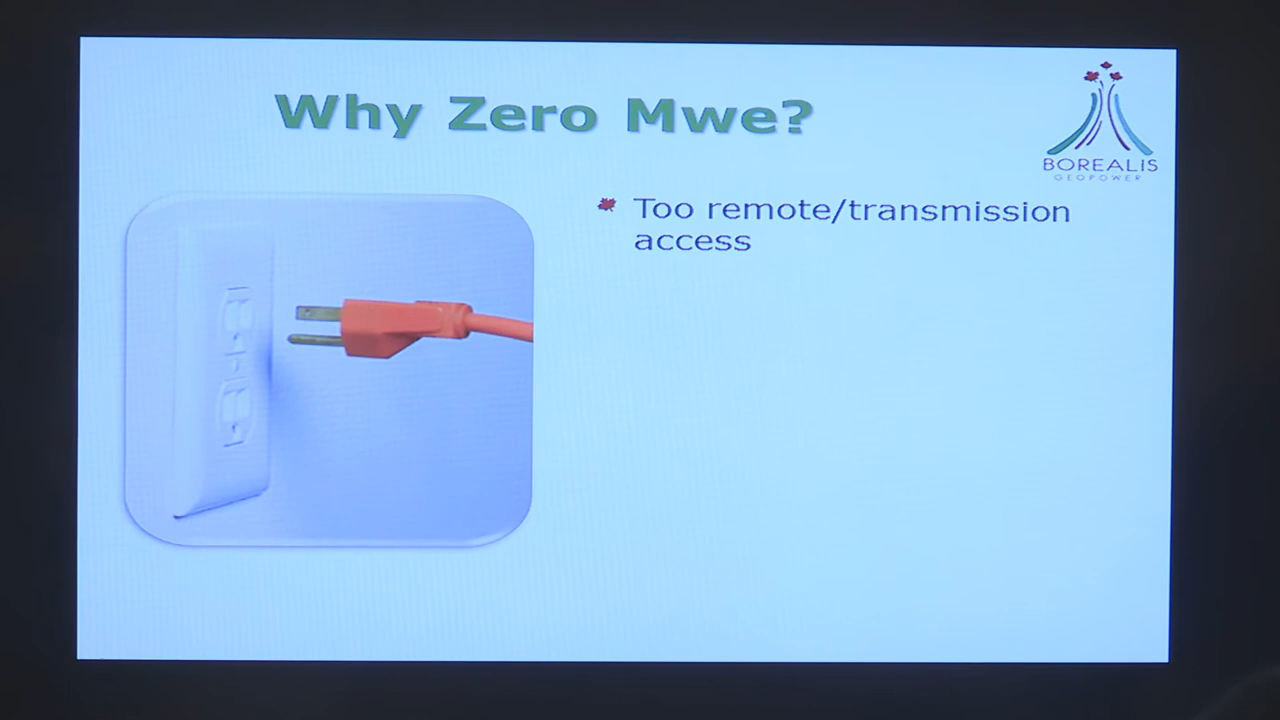 Why Zero Mwe?
BOREALIS
GEOPOWER
Too remote/transmission
access